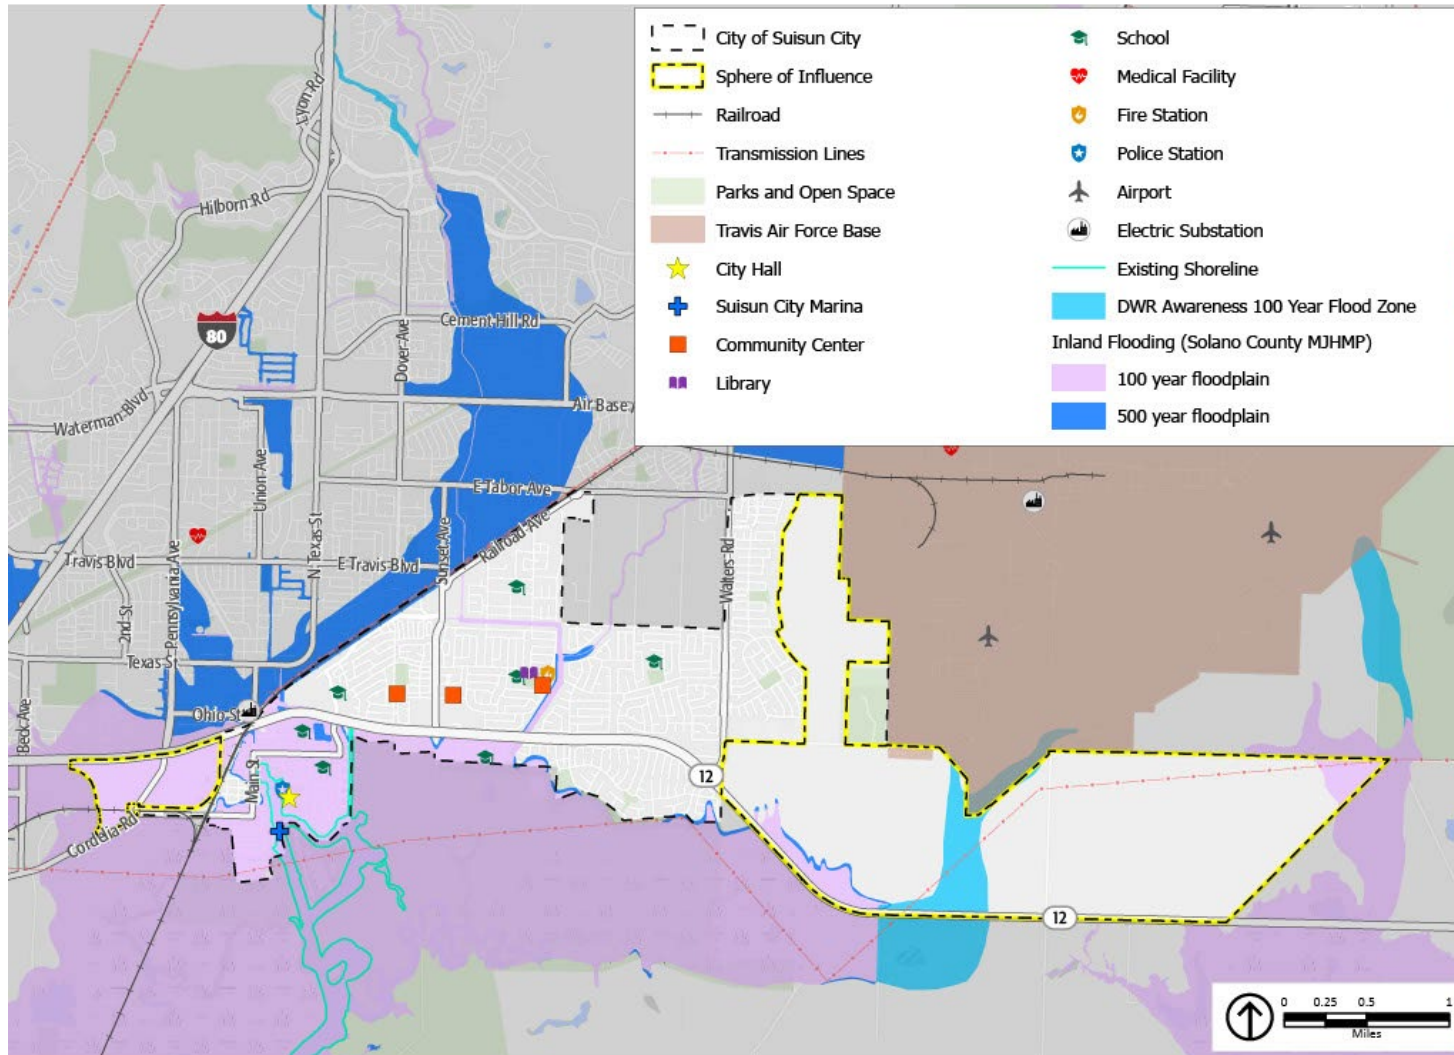 City of Suisun City
Sphere of Influence
Railroad
Transmission Lines
Parks and Open Space
Travis Air Force Base
City Hall
Suisun City Marina
Community Center
Library
School
Medical Facility
Fire Station
Police Station
Airport
Electric Substation
Existing Shoreline
DWR Awareness 100 Year Flood Zone
Inland Flooding (Solano County MJHMP)
100 year floodplain
500 year floodplain
Lyon Rd
Hilborn Rd
80
Cement Hill Rd
Dover Ave
Waterman Blvd
Air Base
Union Ave
E Tabor Ave
N Texas St
Pennsylvania Ave
Sunset Ave
Railroad Ave
Travis Blvd
E Travis Blvd
Walters Rd
2nd St
Texas St
Beck Ave
Ohio St
Main St
12
Cordelia Rd
12
0 0.25 0.5 1
Miles